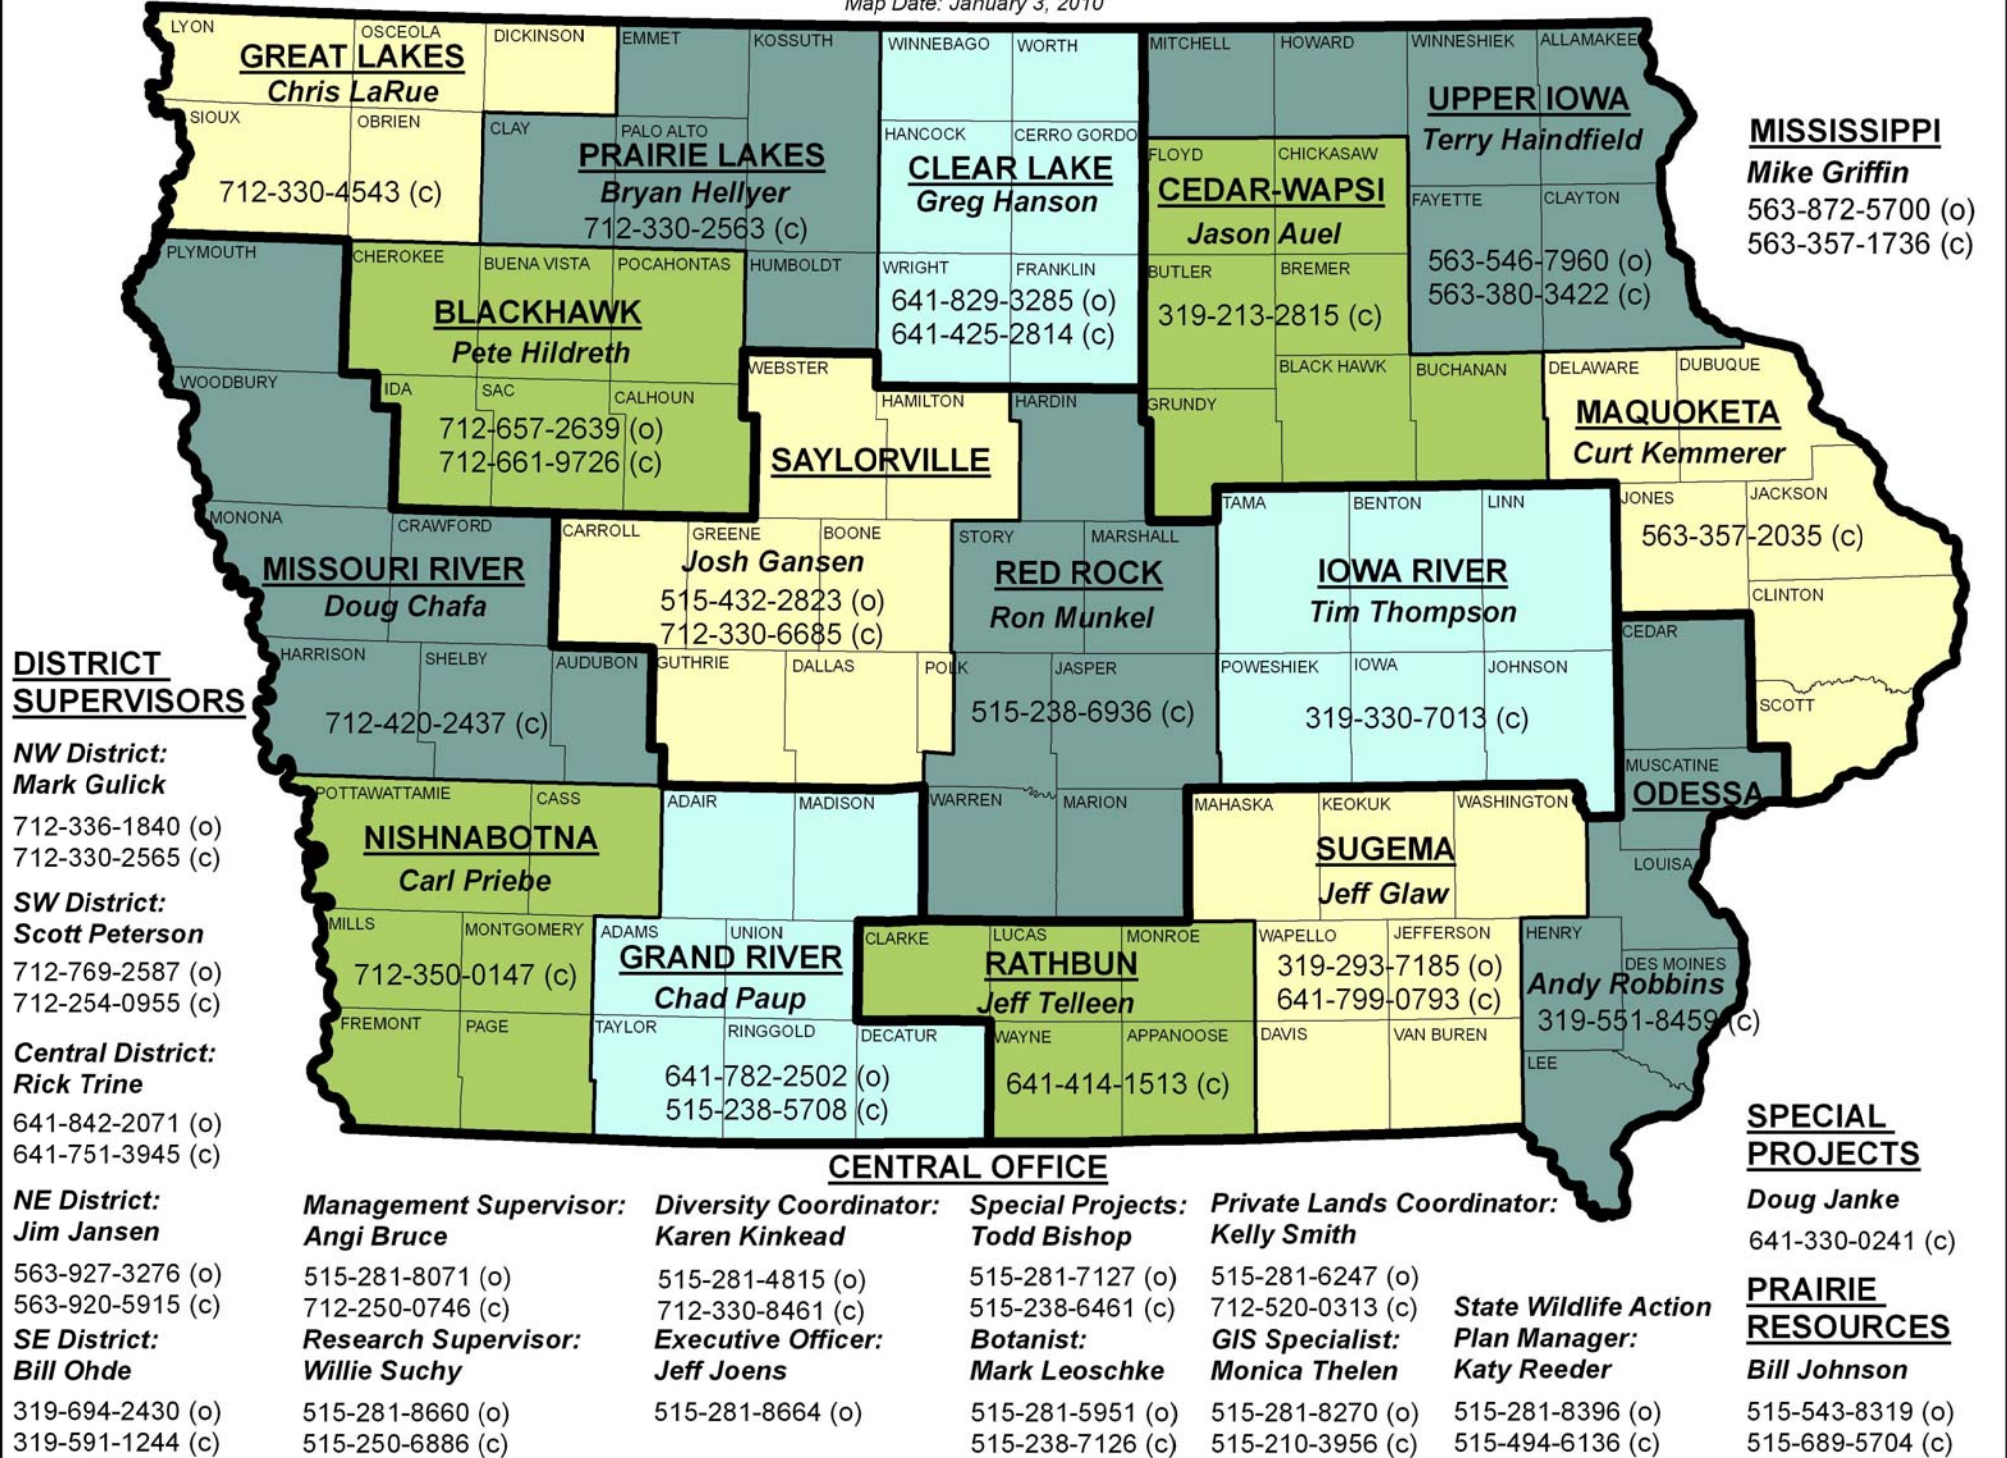 Map Date: January 3, 2010
LYON
OSCEOLA
DICKINSON
EMMET
KOSSUTH
WINNEBAGO
WORTH
MITCHELL
HOWARD
WINNESHIEK
ALLAMAKEE
GREAT LAKES
Chris LaRue
SIOUX
OBRIEN
712-330-4543 (c)
CLAY
PALO ALTO
PRAIRIE LAKES
Bryan Hellyer
712-330-2563 (c)
HUMBOLDT
HANCOCK
CERRO GORDO
CLEAR LAKE
Greg Hanson
WRIGHT
FRANKLIN
641-829-3285 (o)
641-425-2814 (c)
FLOYD
CHICKASAW
CEDAR-WAPSI
Jason Auel
BUTLER
BREMER
319-213-2815 (c)
BLACK HAWK
BUCHANAN
GRUNDY
UPPER IOWA
Terry Haindfield
FAYETTE
CLAYTON
563-546-7960 (o)
563-380-3422 (c)
MISSISSIPPI
Mike Griffin
563-872-5700 (o)
563-357-1736 (c)
PLYMOUTH
CHEROKEE
BUENA VISTA
POCAHONTAS
BLACKHAWK
Pete Hildreth
IDA
SAC
CALHOUN
712-657-2639 (o)
712-661-9726 (c)
WOODBURY
WEBSTER
HAMILTON
HARDIN
SAYLORVILLE
CARROLL
GREENE
BOONE
Josh Gansen
515-432-2823 (o)
712-330-6685 (c)
GUTHRIE
DALLAS
POLK
DELAWARE
DUBUQUE
MAQUOKETA
Curt Kemmerer
JONES
JACKSON
563-357-2035 (c)
CLINTON
SCOTT
MONONA
CRAWFORD
MISSOURI RIVER
Doug Chafa
HARRISON
SHELBY
AUDUBON
712-420-2437 (c)
STORY
MARSHALL
RED ROCK
Ron Munkel
JASPER
515-238-6936 (c)
WARREN
MARION
TAMA
BENTON
LINN
IOWA RIVER
Tim Thompson
POWESHIEK
IOWA
JOHNSON
319-330-7013 (c)
CEDAR
MUSCATINE
ODESSA
LOUISA
HENRY
DES MOINES
Andy Robbins
319-551-8459 (c)
LEE
POTTAWATTAMIE
CASS
NISHNABOTNA
Carl Priebe
MILLS
MONTGOMERY
712-350-0147 (c)
FREMONT
PAGE
ADAIR
MADISON
ADAMS
UNION
GRAND RIVER
Chad Paup
TAYLOR
RINGGOLD
DECATUR
641-782-2502 (o)
515-238-5708 (c)
CLARKE
LUCAS
MONROE
RATHBUN
Jeff Telleen
WAYNE
APPANOOSE
641-414-1513 (c)
MAHASKA
KEOKUK
WASHINGTON
SUGEMA
Jeff Glaw
WAPELLO
JEFFERSON
319-293-7185 (o)
641-799-0793 (c)
DAVIS
VAN BUREN
DISTRICT
SUPERVISORS
NW District:
Mark Gulick
712-336-1840 (o)
712-330-2565 (c)
SW District:
Scott Peterson
712-769-2587 (o)
712-254-0955 (c)
Central District:
Rick Trine
641-842-2071 (o)
641-751-3945 (c)
NE District:
Jim Jansen
563-927-3276 (o)
563-920-5915 (c)
SE District:
Bill Ohde
319-694-2430 (o)
319-591-1244 (c)
CENTRAL OFFICE
Management Supervisor:
Angi Bruce
515-281-8071 (o)
712-250-0746 (c)
Research Supervisor:
Willie Suchy
515-281-8660 (o)
515-250-6886 (c)
Diversity Coordinator:
Karen Kinkead
515-281-4815 (o)
712-330-8461 (c)
Executive Officer:
Jeff Joens
515-281-8664 (o)
Special Projects:
Todd Bishop
515-281-7127 (o)
515-238-6461 (c)
Botanist:
Mark Leoschke
515-281-5951 (o)
515-238-7126 (c)
Private Lands Coordinator:
Kelly Smith
515-281-6247 (o)
712-520-0313 (c)
GIS Specialist:
Monica Thelen
515-281-8270 (o)
515-210-3956 (c)
State Wildlife Action
Plan Manager:
Katy Reeder
515-281-8396 (o)
515-494-6136 (c)
SPECIAL
PROJECTS
Doug Janke
641-330-0241 (c)
PRAIRIE
RESOURCES
Bill Johnson
515-543-8319 (o)
515-689-5704 (c)